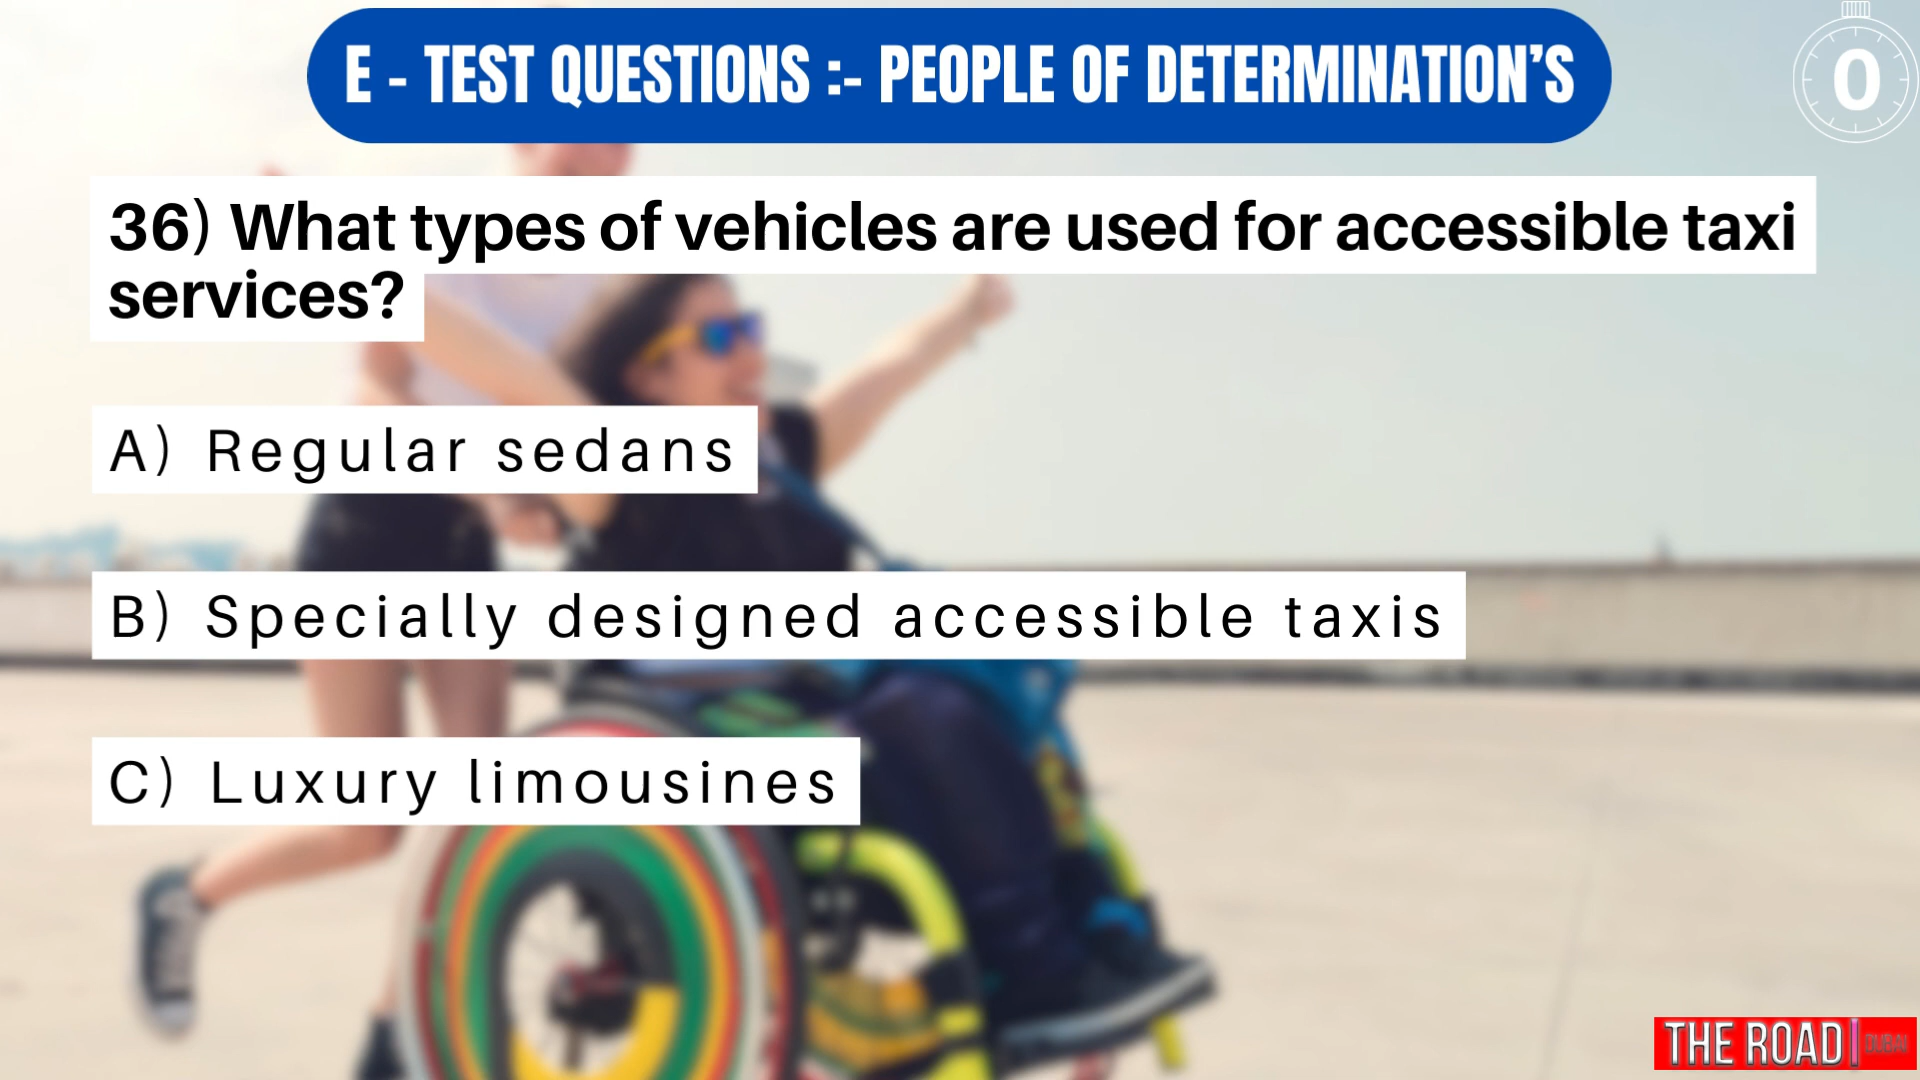 E - TEST QUESTIONS :- PEOPLE OF DETERMINATION'S
0
36) What types of vehicles are used for accessible taxi
services?
A) Regular sedans
B) Specially designed accessible taxis
C) Luxury limousines
THE ROAD| DUBAI